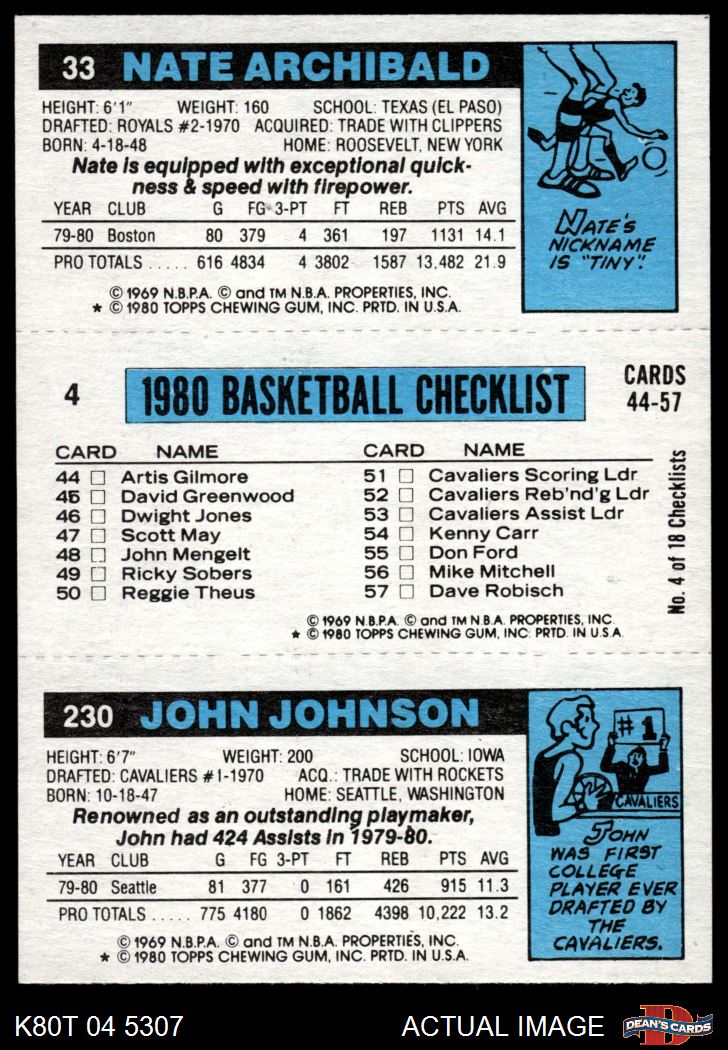 33 NATE ARCHIBALD
HEIGHT: 6'1" WEIGHT: 160 SCHOOL: TEXAS (EL PASO)
DRAFTED: ROYALS #2-1970 ACQUIRED: TRADE WITH CLIPPERS
BORN: 4-18-48 HOME: ROOSEVELT, NEW YORK
Nate is equipped with exceptional quick-
ness & speed with firepower.
YEAR CLUB G FG 3-PT FT REB PTS AVG
79-80 Boston 80 379 4 361 197 1131 14.1
PRO TOTALS ..... 616 4834 4 3802 1587 13,482 21.9
© 1969 N.B.P.A. © and TM N.B.A. PROPERTIES, INC.
* © 1980 TOPPS CHEWING GUM, INC. PRTD. IN U.S.A.
NATE'S
NICKNAME
IS "TINY".
4 1980 BASKETBALL CHECKLIST
CARDS
44-57
CARD NAME
44 □ Artis Gilmore
45 □ David Greenwood
46 □ Dwight Jones
47 □ Scott May
48 □ John Mengelt
49 □ Ricky Sobers
50 □ Reggie Theus
CARD NAME
51 □ Cavaliers Scoring Ldr
52 □ Cavaliers Reb'nd'g Ldr
53 □ Cavaliers Assist Ldr
54 □ Kenny Carr
55 □ Don Ford
56 □ Mike Mitchell
57 □ Dave Robisch
No. 4 of 18 Checklists
© 1969 N.B.P.A. © and TM N.B.A. PROPERTIES, INC.
* © 1980 TOPPS CHEWING GUM, INC. PRTD. IN U.S.A.
230 JOHN JOHNSON
HEIGHT: 6'7" WEIGHT: 200 SCHOOL: IOWA
DRAFTED: CAVALIERS #1-1970 ACQ.: TRADE WITH ROCKETS
BORN: 10-18-47 HOME: SEATTLE, WASHINGTON
Renowned as an outstanding playmaker,
John had 424 Assists in 1979-80.
YEAR CLUB G FG 3-PT FT REB PTS AVG
79-80 Seattle 81 377 0 161 426 915 11.3
PRO TOTALS ..... 775 4180 0 1862 4398 10,222 13.2
© 1969 N.B.P.A. © and TM N.B.A. PROPERTIES, INC.
* © 1980 TOPPS CHEWING GUM, INC. PRTD. IN U.S.A.
#1
CAVALIERS
JOHN
WAS FIRST
COLLEGE
PLAYER EVER
DRAFTED BY
THE
CAVALIERS.
K80T 04 5307 ACTUAL IMAGE
D
DEAN'S CARDS